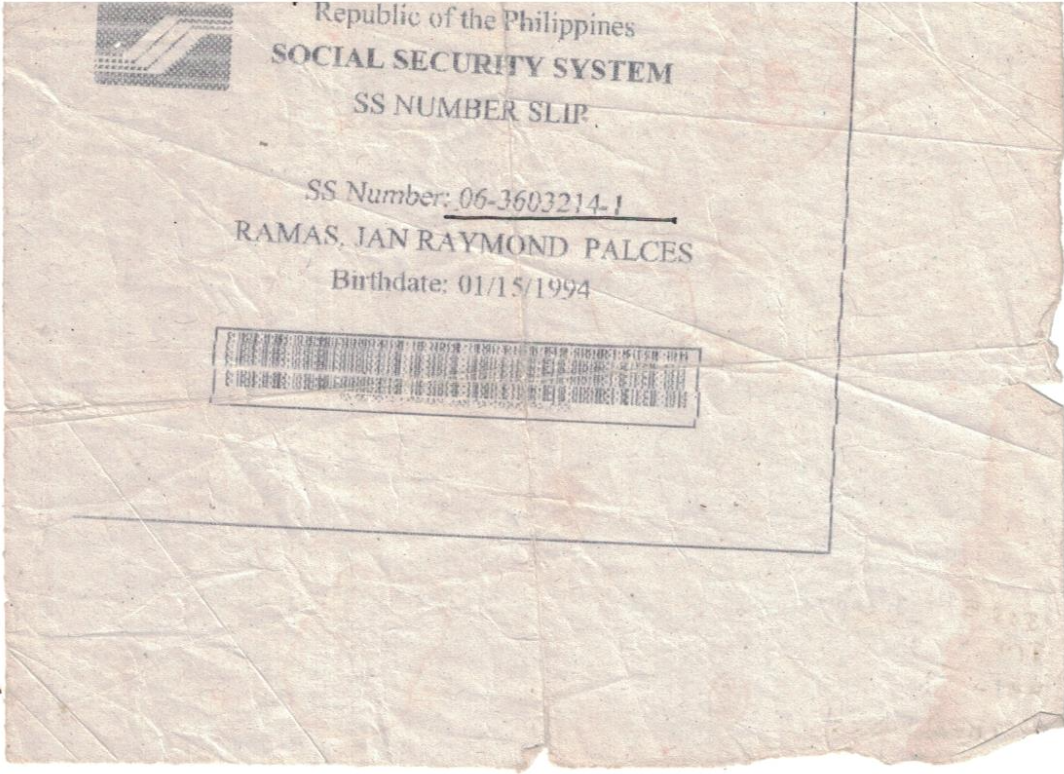 Republic of the Philippines
SOCIAL SECURITY SYSTEM
SS NUMBER SLIP
SS Number: 06-3603214-1
RAMAS, JAN RAYMOND PALCES
Birthdate: 01/15/1994